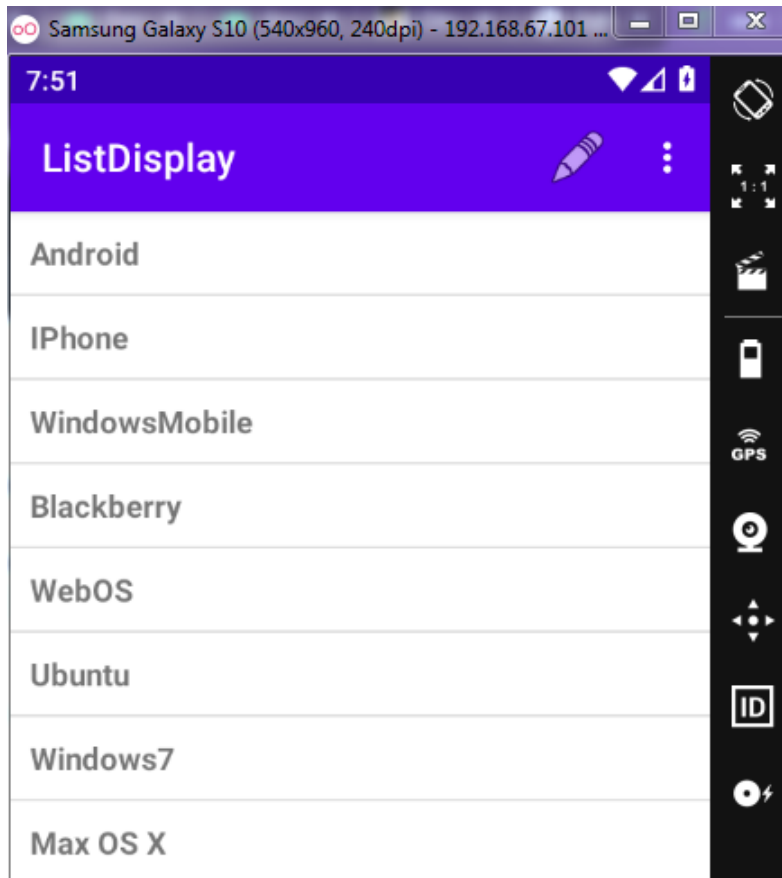 Samsung Galaxy S10 (540x960, 240dpi) - 192.168.67.101 ...
7:51
ListDisplay
1:1
Android
IPhone
WindowsMobile
GPS
Blackberry
WebOS
Ubuntu
ID
Windows7
Max OS X